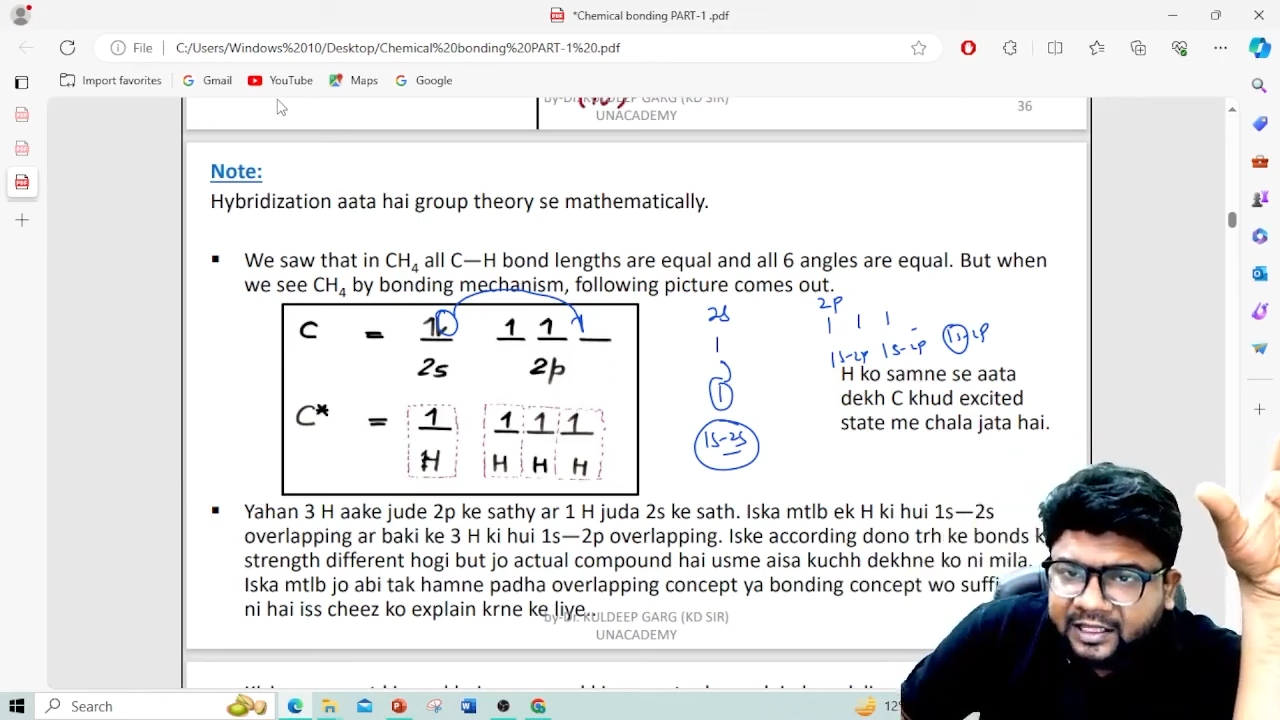 *Chemical bonding PART-1 .pdf
File
C:/Users/Windows%2010/Desktop/Chemical%20bonding%20PART-1%20.pdf
Import favorites
Gmail
YouTube
Maps
Google
UNACADEMY
36
Note:
Hybridization aata hai group theory se mathematically.
▪ We saw that in CH₄ all C—H bond lengths are equal and all 6 angles are equal. But when
we see CH₄ by bonding mechanism, following picture comes out.
C = 1 1 1
2s 2p
C* = 1 1 1 1
H H H H
2s 2p
1 1 1 1
1s-2p 1s-2p 1s-2p
1
1s-2s
H ko samne se aata
dekh C khud excited
state me chala jata hai.
▪ Yahan 3 H aake jude 2p ke sathy ar 1 H juda 2s ke sath. Iska mtlb ek H ki hui 1s—2s
overlapping ar baki ke 3 H ki hui 1s—2p overlapping. Iske according dono trh ke bonds k
strength different hogi but jo actual compound hai usme aisa kuchh dekhne ko ni mila.
Iska mtlb jo abi tak hamne padha overlapping concept ya bonding concept wo suffi
ni hai iss cheez ko explain krne ke liye..
by-Dr. KULDEEP GARG (KD SIR)
UNACADEMY
Search